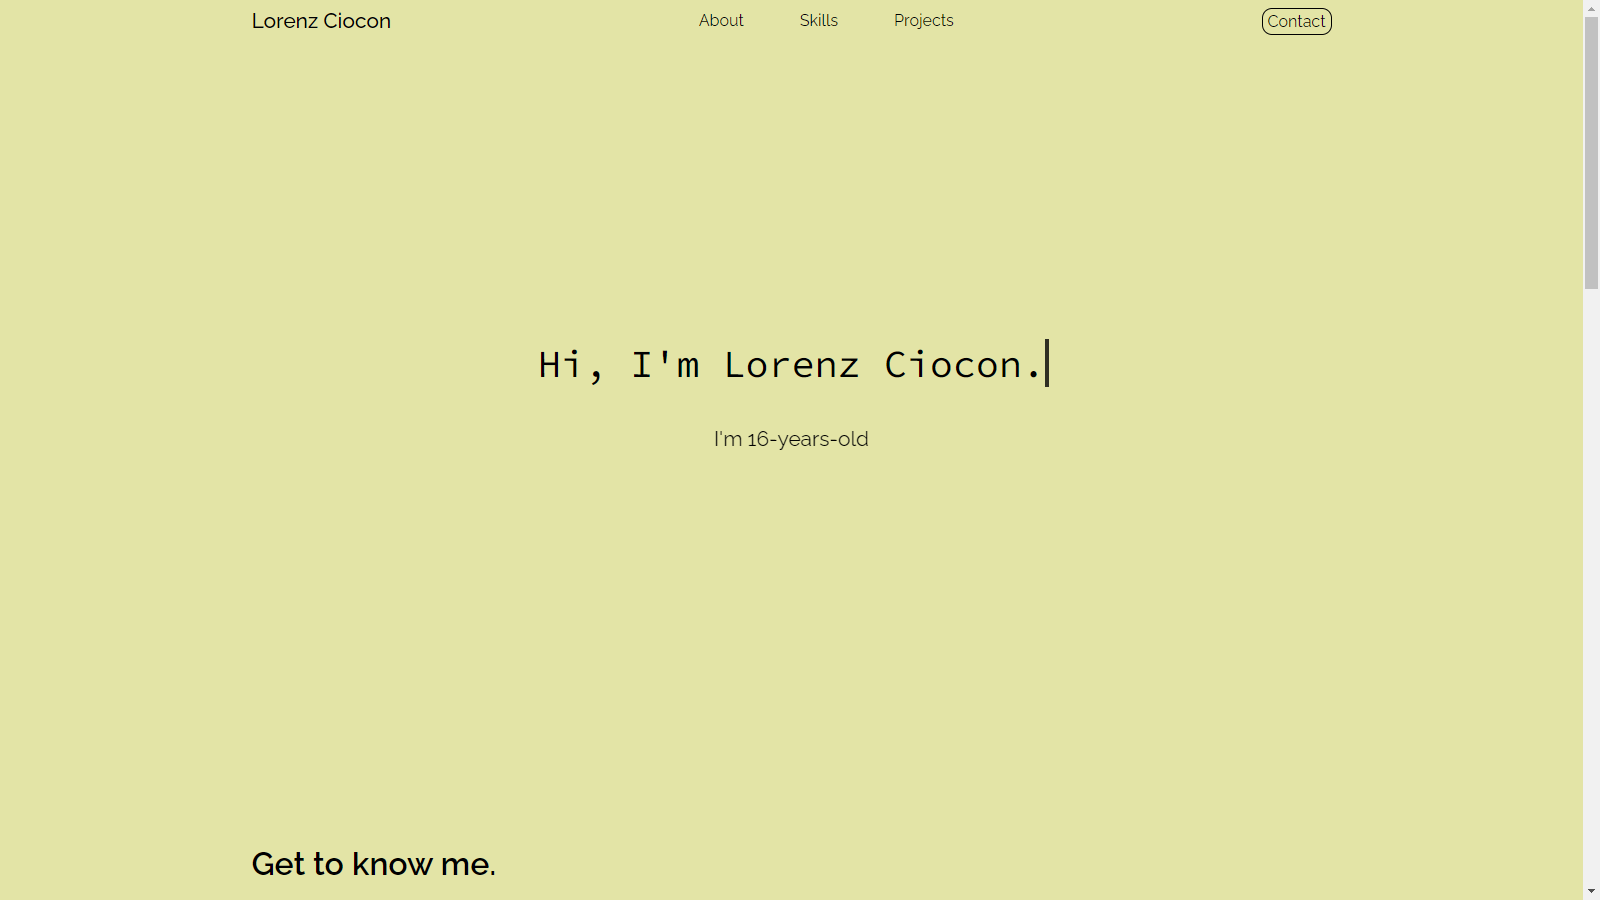 Lorenz Ciocon
About
Skills
Projects
Contact
Hi, I'm Lorenz Ciocon.
I'm 16-years-old
Get to know me.